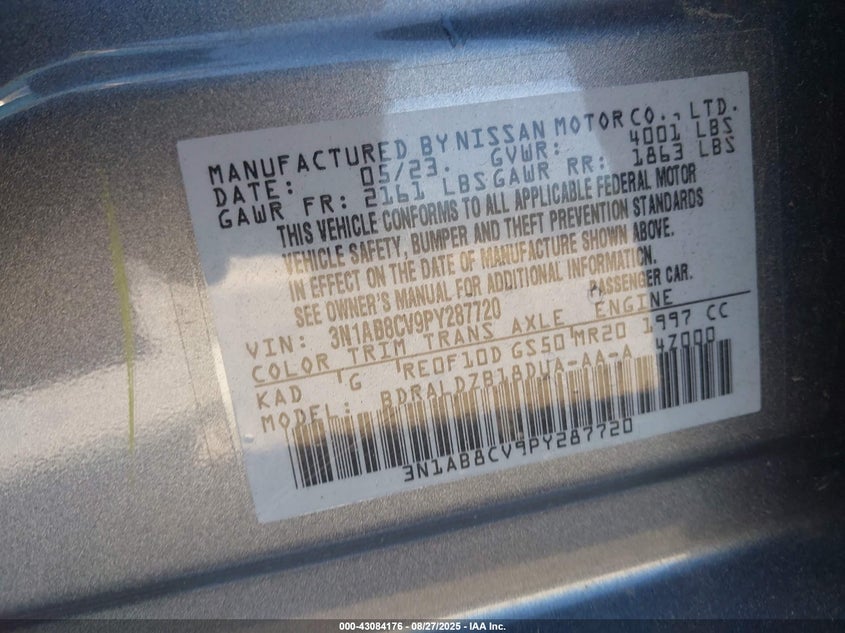 MANUFACTURED BY NISSAN MOTOR CO., LTD.
DATE: 05/23. GVWR: 4001 LBS
GAWR FR: 2161 LBS GAWR RR: 1863 LBS
THIS VEHICLE CONFORMS TO ALL APPLICABLE FEDERAL MOTOR
VEHICLE SAFETY, BUMPER AND THEFT PREVENTION STANDARDS
IN EFFECT ON THE DATE OF MANUFACTURE SHOWN ABOVE.
SEE OWNER'S MANUAL FOR ADDITIONAL INFORMATION.
VIN: 3N1AB8CV9PY287720 PASSENGER CAR.
COLOR TRIM TRANS AXLE ENGINE
KAD G RE0F10D GS50 MR20 1997 CC
MODEL: BDRALDZB18DUA-AA-A 4Z000
3N1AB8CV9PY287720
000-43084176 - 08/27/2025 - IAA Inc.